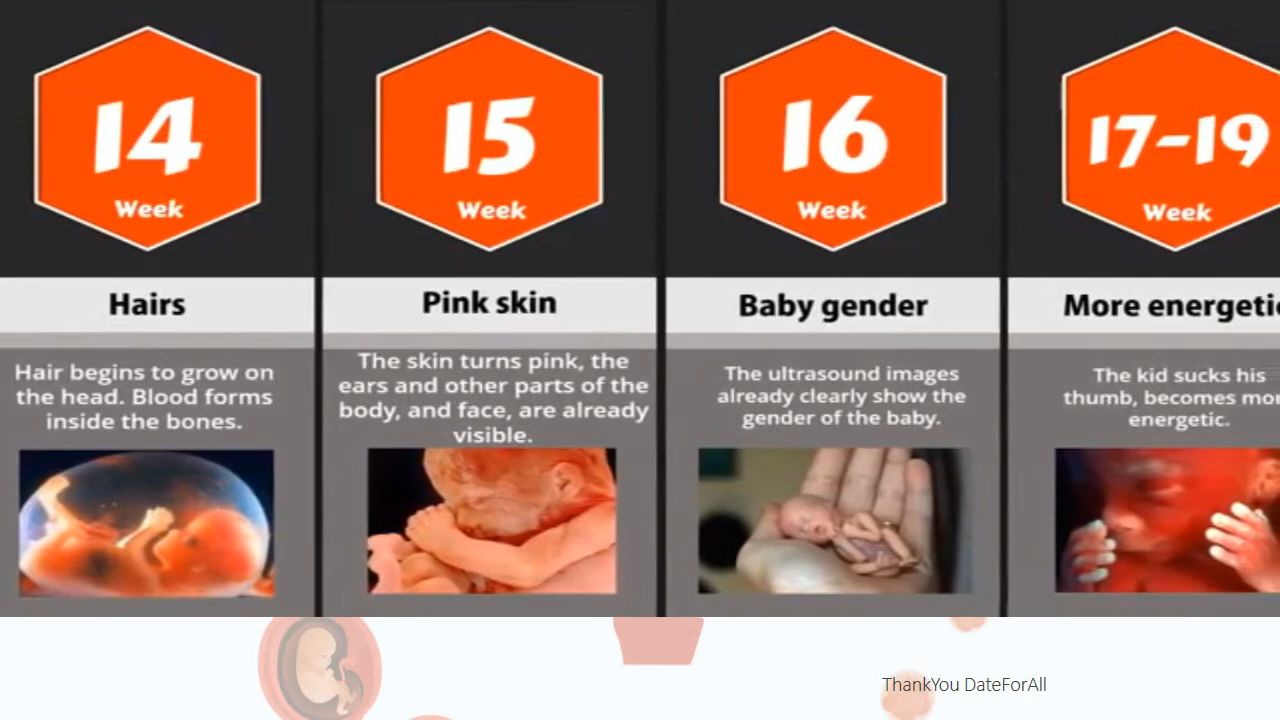 14
Week
Hairs
Hair begins to grow on
the head. Blood forms
inside the bones.
15
Week
Pink skin
The skin turns pink, the
ears and other parts of the
body, and face, are already
visible.
16
Week
Baby gender
The ultrasound images
already clearly show the
gender of the baby.
17-19
Week
More energetic
The kid sucks his
thumb, becomes mor
energetic.
ThankYou DateForAll